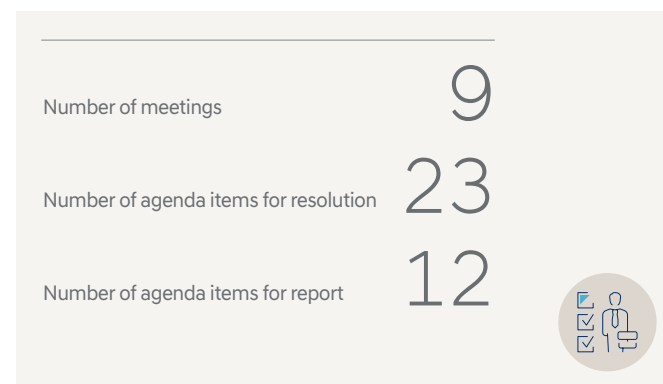 Number of meetings 9
Number of agenda items for resolution 23
Number of agenda items for report 12